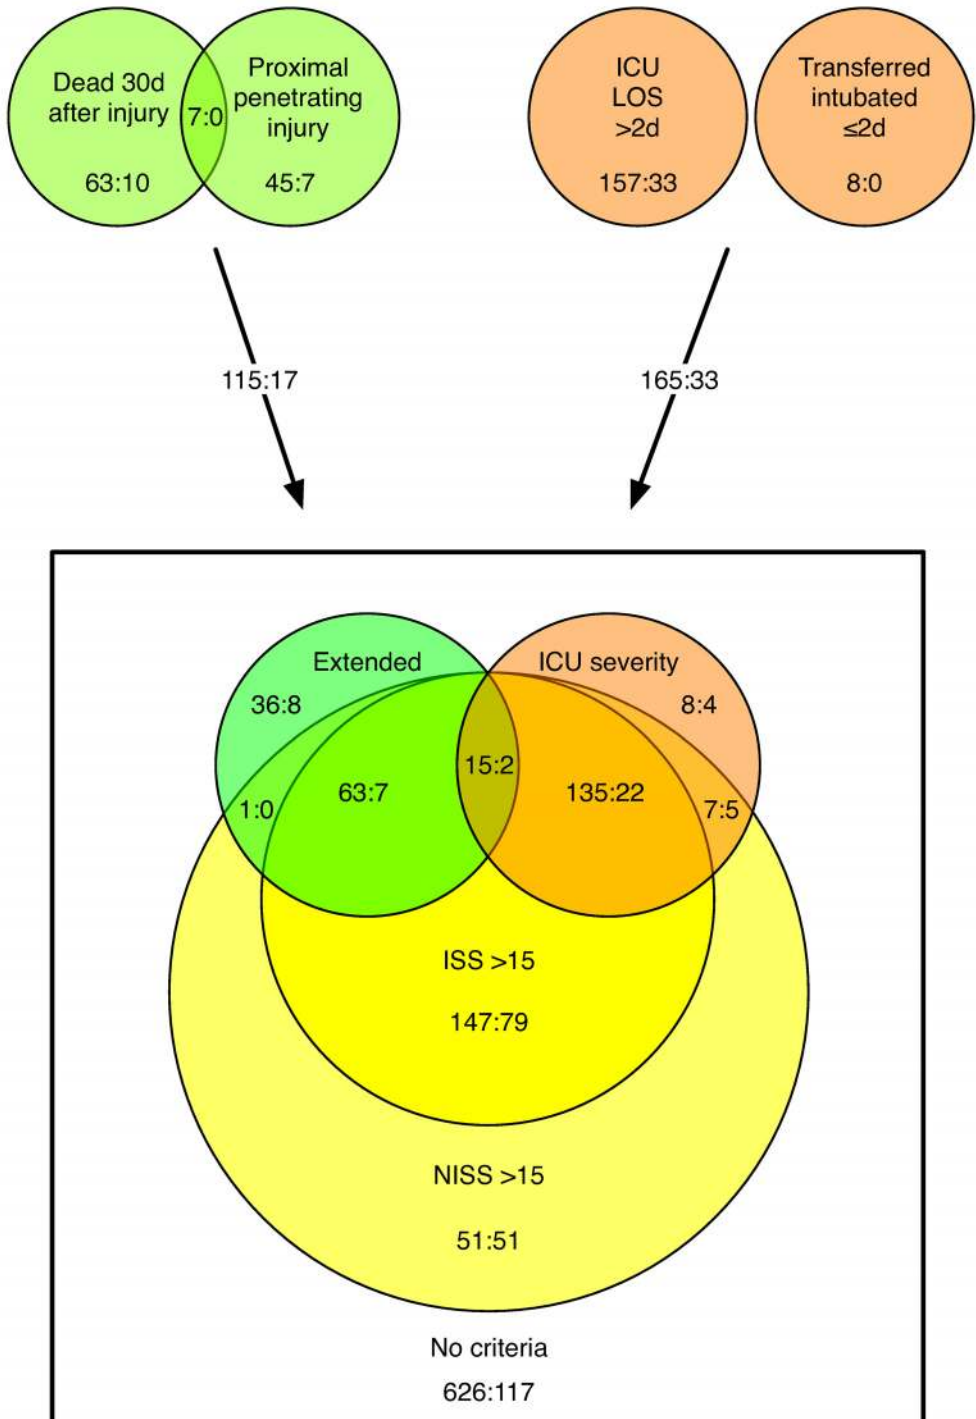 Dead 30d
after injury
63:10
7:0
Proximal
penetrating
injury
45:7
ICU
LOS
>2d
157:33
Transferred
intubated
≤2d
8:0
115:17
165:33
Extended
ICU severity
36:8
8:4
15:2
63:7
135:22
1:0
7:5
ISS >15
147:79
NISS >15
51:51
No criteria
626:117